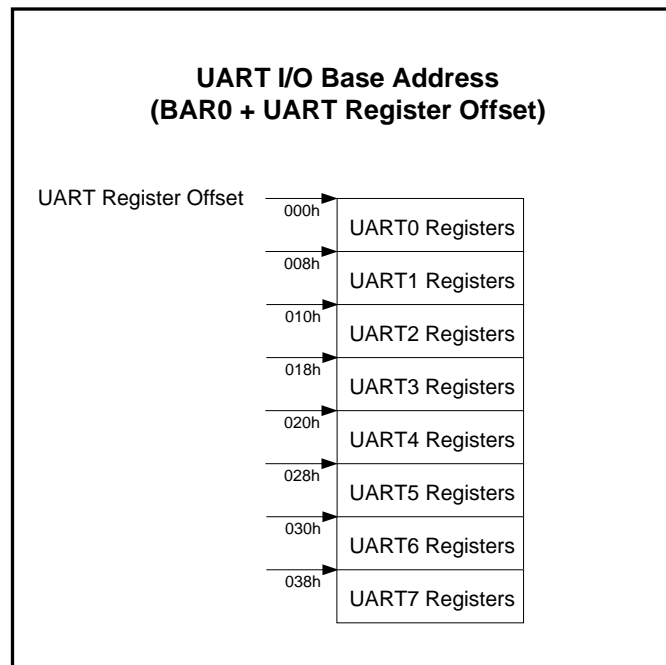 UART I/O Base Address
(BAR0 + UART Register Offset)
UART Register Offset
000h
UART0 Registers
008h
UART1 Registers
010h
UART2 Registers
018h
UART3 Registers
020h
UART4 Registers
028h
UART5 Registers
030h
UART6 Registers
038h
UART7 Registers